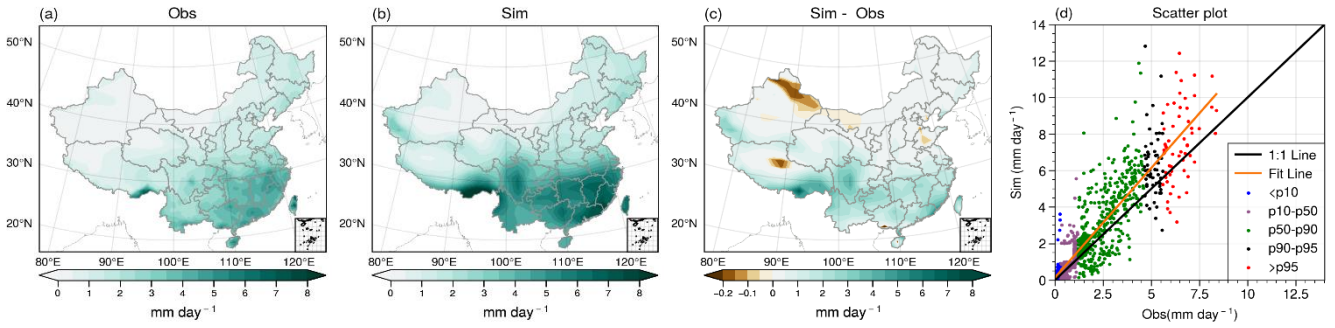 (a)
Obs
50°N
40°N
30°N
20°N
80°E
90°E
100°E
110°E
120°E
0 1 2 3 4 5 6 7 8
mm day⁻¹
(b)
Sim
50°N
40°N
30°N
20°N
80°E
90°E
100°E
110°E
120°E
0 1 2 3 4 5 6 7 8
mm day⁻¹
(c)
Sim - Obs
50°N
40°N
30°N
20°N
80°E
90°E
100°E
110°E
120°E
−0.2 −0.1 0 1 2 3 4 5 6 7 8
mm day⁻¹
(d)
Scatter plot
Sim (mm day⁻¹)
14
12
10
8
6
4
2
0
1:1 Line
Fit Line
<p10
p10-p50
p50-p90
p90-p95
>p95
0 2.5 5 7.5 10 12.5
Obs(mm day⁻¹)